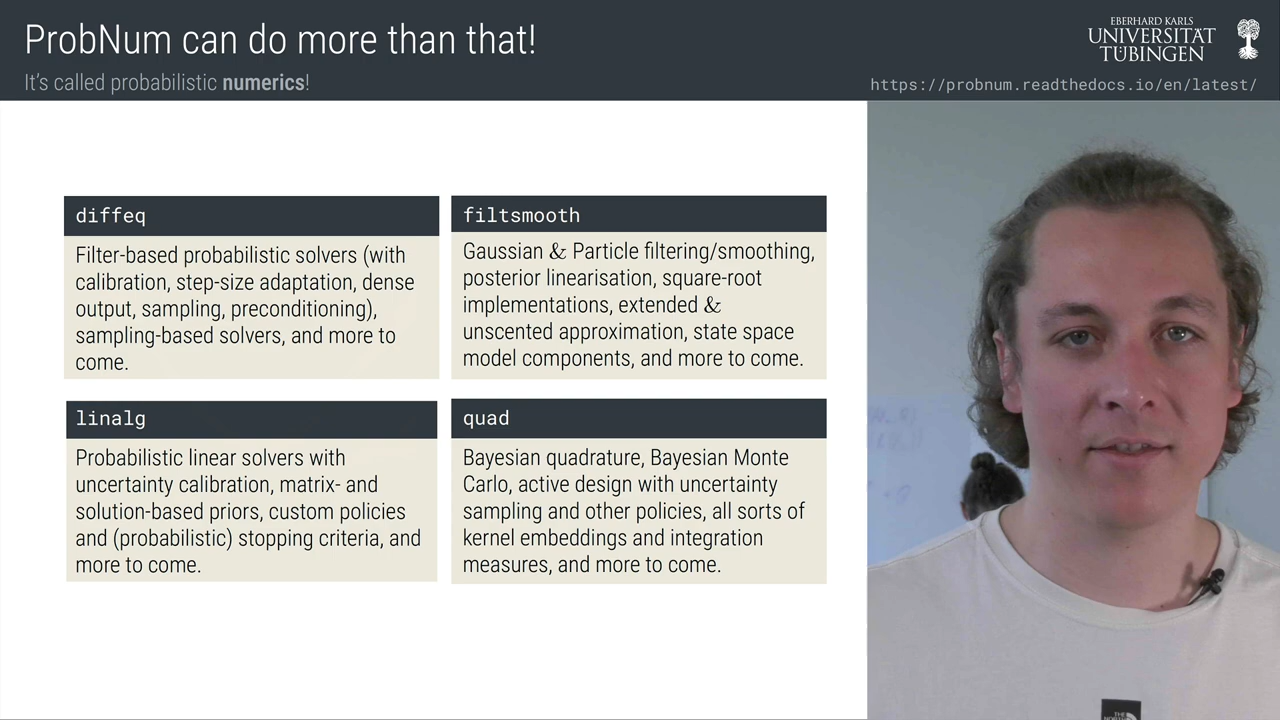 ProbNum can do more than that!
It's called probabilistic numerics!
EBERHARD KARLS
UNIVERSITÄT
TÜBINGEN
https://probnum.readthedocs.io/en/latest/
diffeq
Filter-based probabilistic solvers (with
calibration, step-size adaptation, dense
output, sampling, preconditioning),
sampling-based solvers, and more to
come.
filtsmooth
Gaussian & Particle filtering/smoothing,
posterior linearisation, square-root
implementations, extended &
unscented approximation, state space
model components, and more to come.
linalg
Probabilistic linear solvers with
uncertainty calibration, matrix- and
solution-based priors, custom policies
and (probabilistic) stopping criteria, and
more to come.
quad
Bayesian quadrature, Bayesian Monte
Carlo, active design with uncertainty
sampling and other policies, all sorts of
kernel embeddings and integration
measures, and more to come.
THE